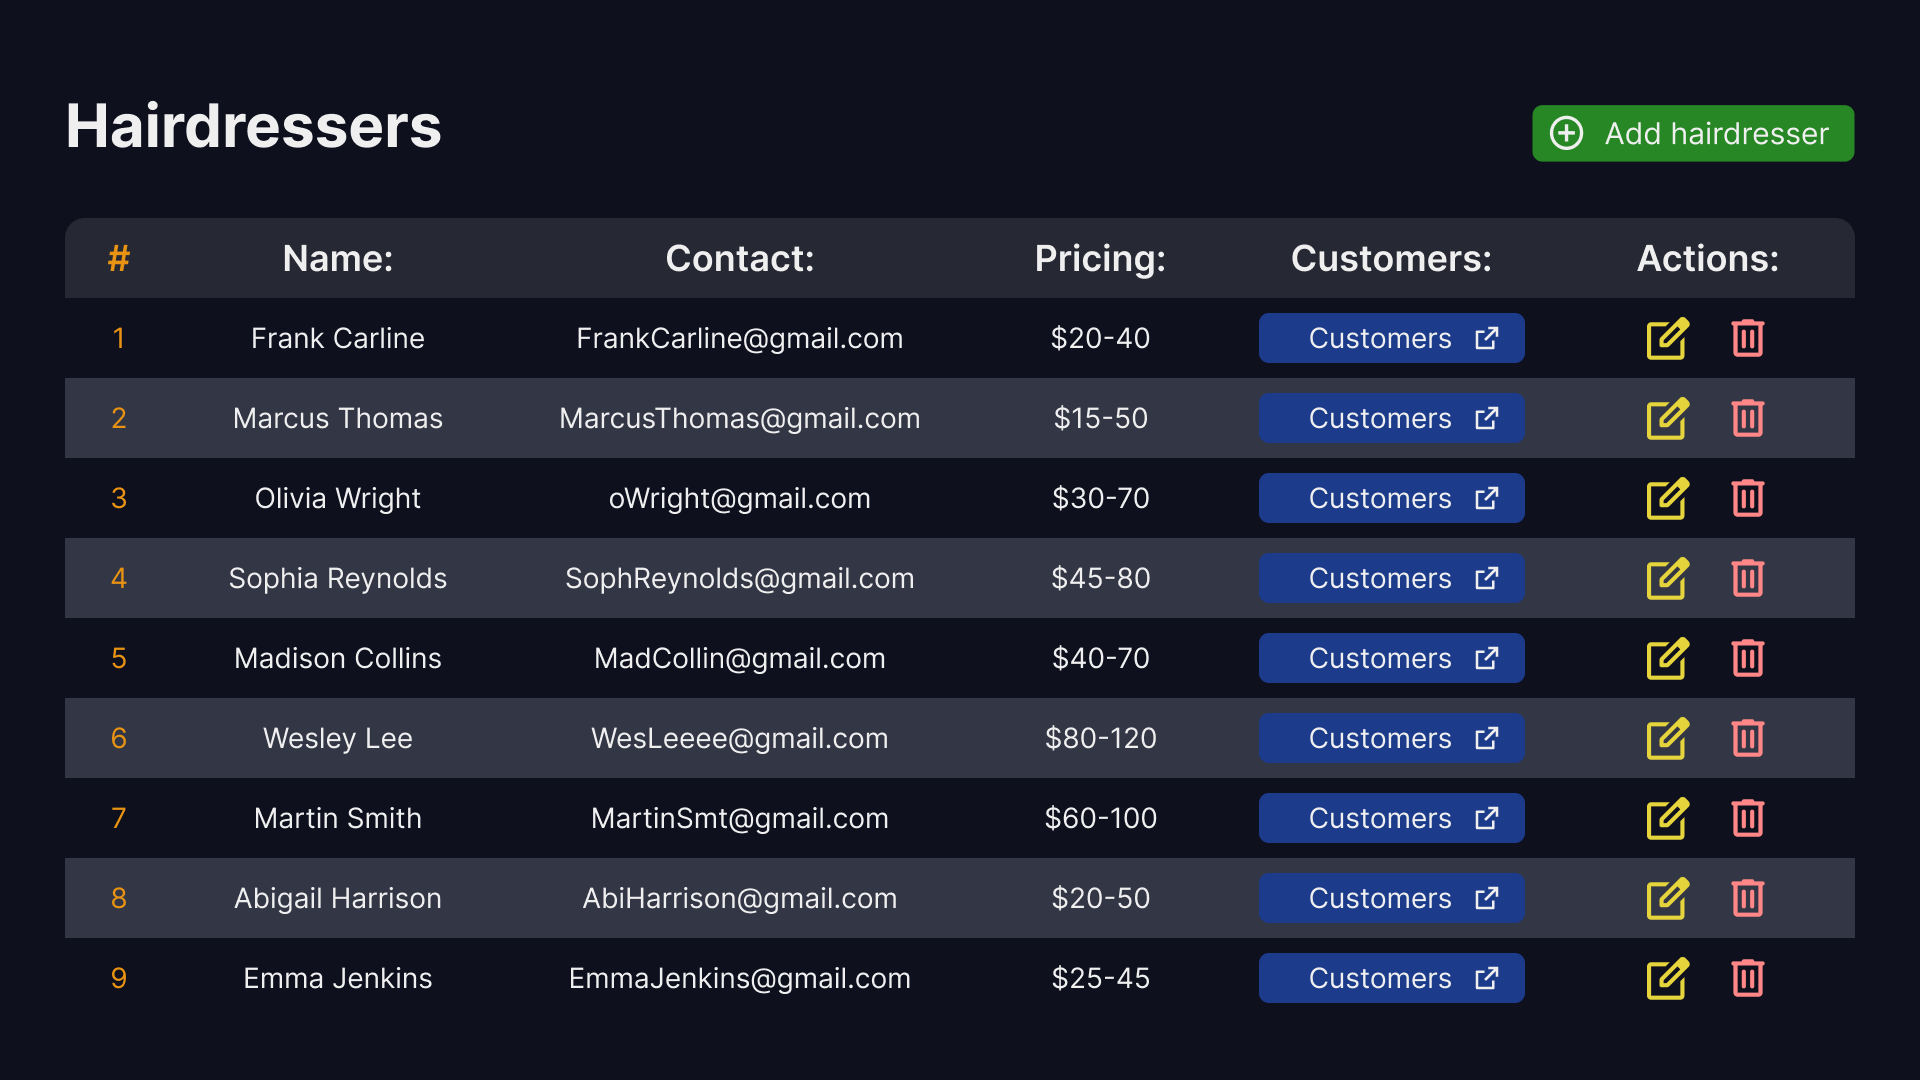 Hairdressers
Add hairdresser
# Name: Contact: Pricing: Customers: Actions:
1 Frank Carline FrankCarline@gmail.com $20-40 Customers
2 Marcus Thomas MarcusThomas@gmail.com $15-50 Customers
3 Olivia Wright oWright@gmail.com $30-70 Customers
4 Sophia Reynolds SophReynolds@gmail.com $45-80 Customers
5 Madison Collins MadCollin@gmail.com $40-70 Customers
6 Wesley Lee WesLeeee@gmail.com $80-120 Customers
7 Martin Smith MartinSmt@gmail.com $60-100 Customers
8 Abigail Harrison AbiHarrison@gmail.com $20-50 Customers
9 Emma Jenkins EmmaJenkins@gmail.com $25-45 Customers